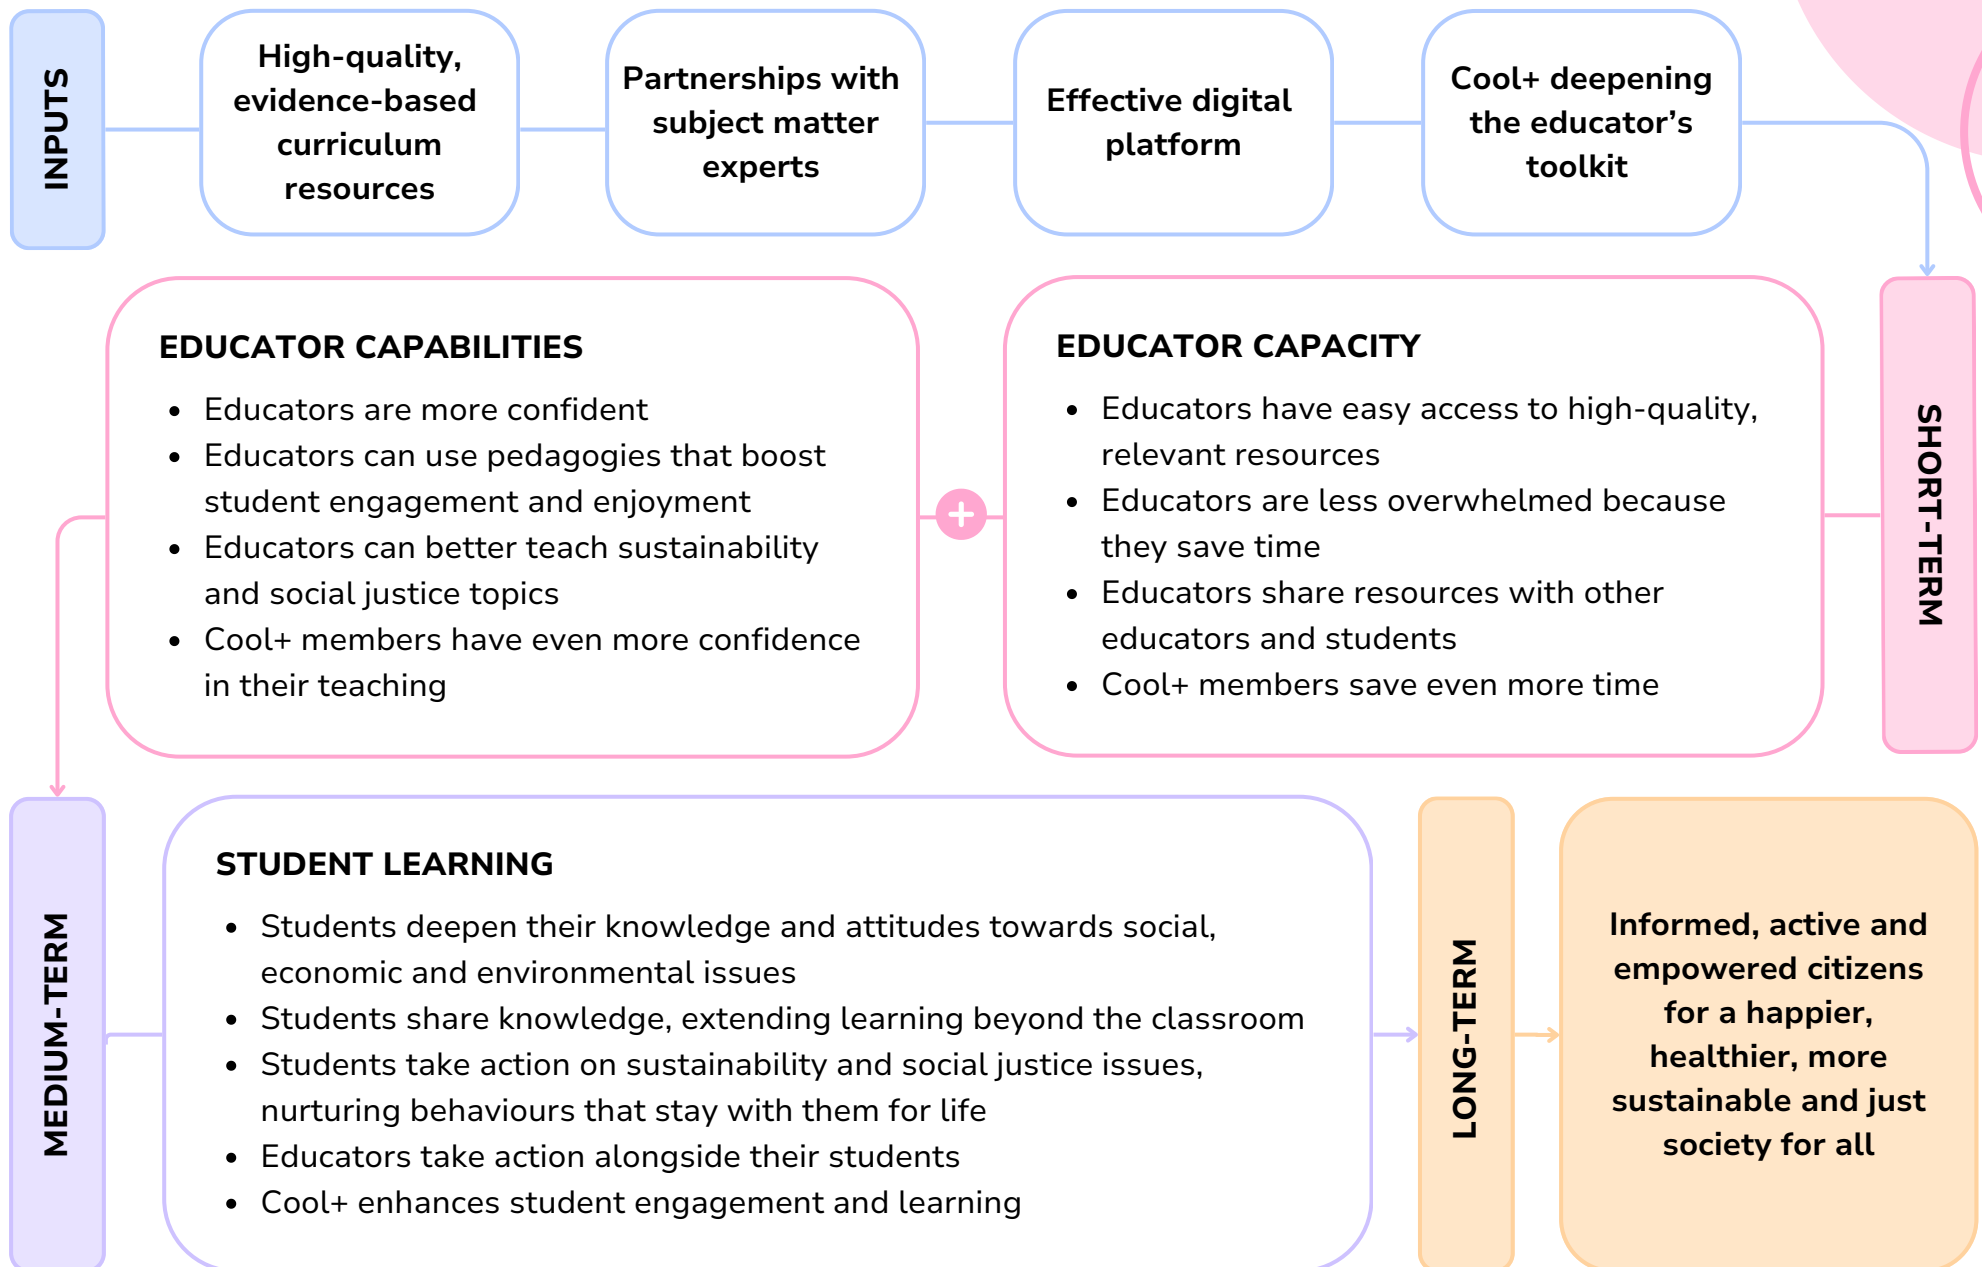 INPUTS
High-quality,
evidence-based
curriculum
resources
Partnerships with
subject matter
experts
Effective digital
platform
Cool+ deepening
the educator’s
toolkit
SHORT-TERM
EDUCATOR CAPACITY
• Educators have easy access to high-quality,
relevant resources
• Educators are less overwhelmed because
they save time
• Educators share resources with other
educators and students
• Cool+ members save even more time
+
EDUCATOR CAPABILITIES
• Educators are more confident
• Educators can use pedagogies that boost
student engagement and enjoyment
• Educators can better teach sustainability
and social justice topics
• Cool+ members have even more confidence
in their teaching
MEDIUM-TERM
STUDENT LEARNING
• Students deepen their knowledge and attitudes towards social,
economic and environmental issues
• Students share knowledge, extending learning beyond the classroom
• Students take action on sustainability and social justice issues,
nurturing behaviours that stay with them for life
• Educators take action alongside their students
• Cool+ enhances student engagement and learning
LONG-TERM
Informed, active and
empowered citizens
for a happier,
healthier, more
sustainable and just
society for all